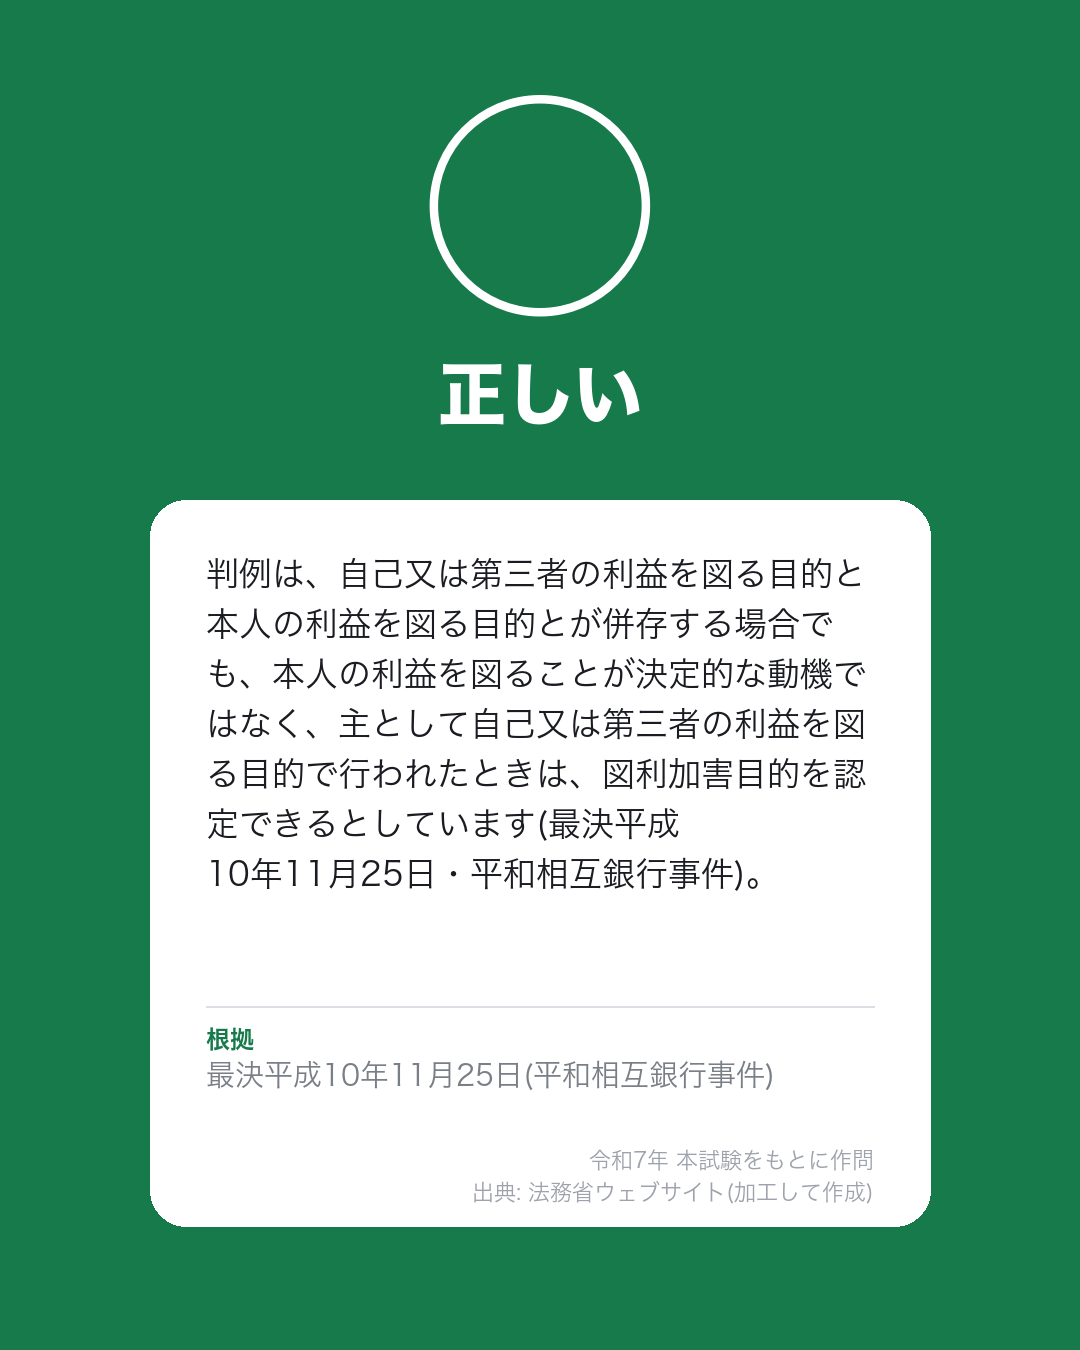 正しい
判例は、自己又は第三者の利益を図る目的と
本人の利益を図る目的とが併存する場合で
も、本人の利益を図ることが決定的な動機で
はなく、主として自己又は第三者の利益を図
る目的で行われたときは、図利加害目的を認
定できるとしています(最決平成
10年11月25日・平和相互銀行事件)。
根拠
最決平成10年11月25日(平和相互銀行事件)
令和7年 本試験をもとに作問
出典: 法務省ウェブサイト(加工して作成)